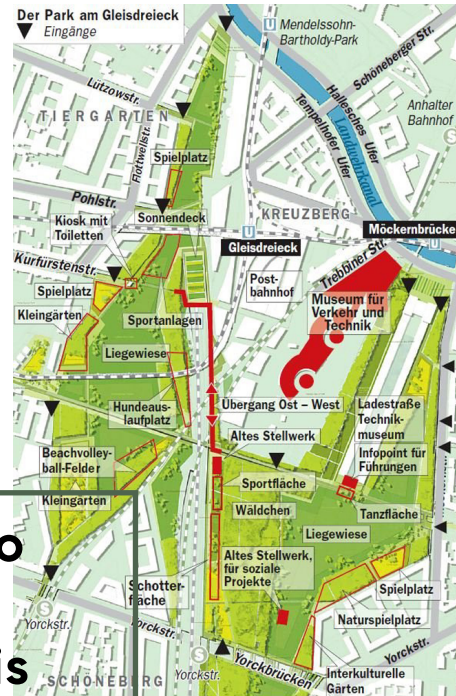 Der Park am Gleisdreieck
Eingänge
Mendelssohn-
Bartholdy-Park
Schöneberger Str.
Lützowstr.
TIERGARTEN
Hallesches Ufer
Tempelhofer Ufer
Landwehrkanal
Anhalter
Bahnhof
Flottwellstr.
Spielplatz
Pohlstr.
Sonnendeck
KREUZBERG
Kiosk mit
Toiletten
Gleisdreieck
Möckernbrücke
Kurfürstenstr.
Trebbiner Str.
Post-
bahnhof
Spielplatz
Museum für
Verkehr und
Technik
Kleingärten
Sportanlagen
Liegewiese
Hundeaus-
laufplatz
Übergang Ost – West
Ladestraße
Technik-
museum
Altes Stellwerk
Infopoint für
Führungen
Beachvolley-
ball-Felder
Sportfläche
Kleingärten
Wäldchen
Tanzfläche
Liegewiese
Altes Stellwerk,
für soziale
Projekte
Schotter-
fläche
Spielplatz
Naturspielplatz
Yorckstr.
Yorckstr.
Yorckstr.
Yorckbrücken
Yorckstr.
SCHÖNEBERG
Interkulturelle
Gärten
o
is